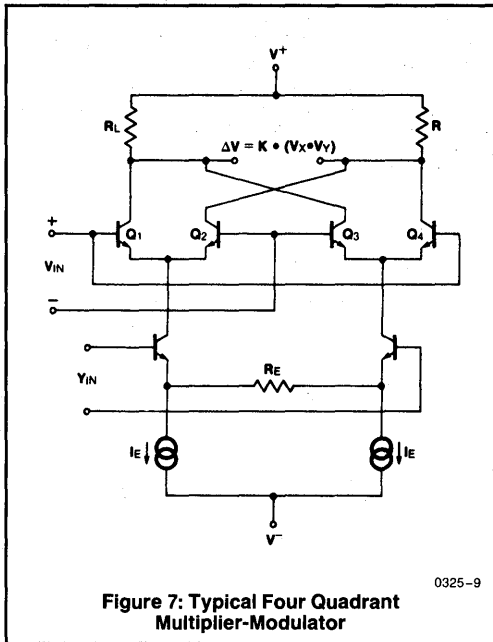 V+
RL
R
ΔV = K • (VX•VY)
+
Q1
Q2
Q3
Q4
VIN
−
YIN
RE
IE
IE
V−
0325–9
Figure 7: Typical Four Quadrant
Multiplier-Modulator